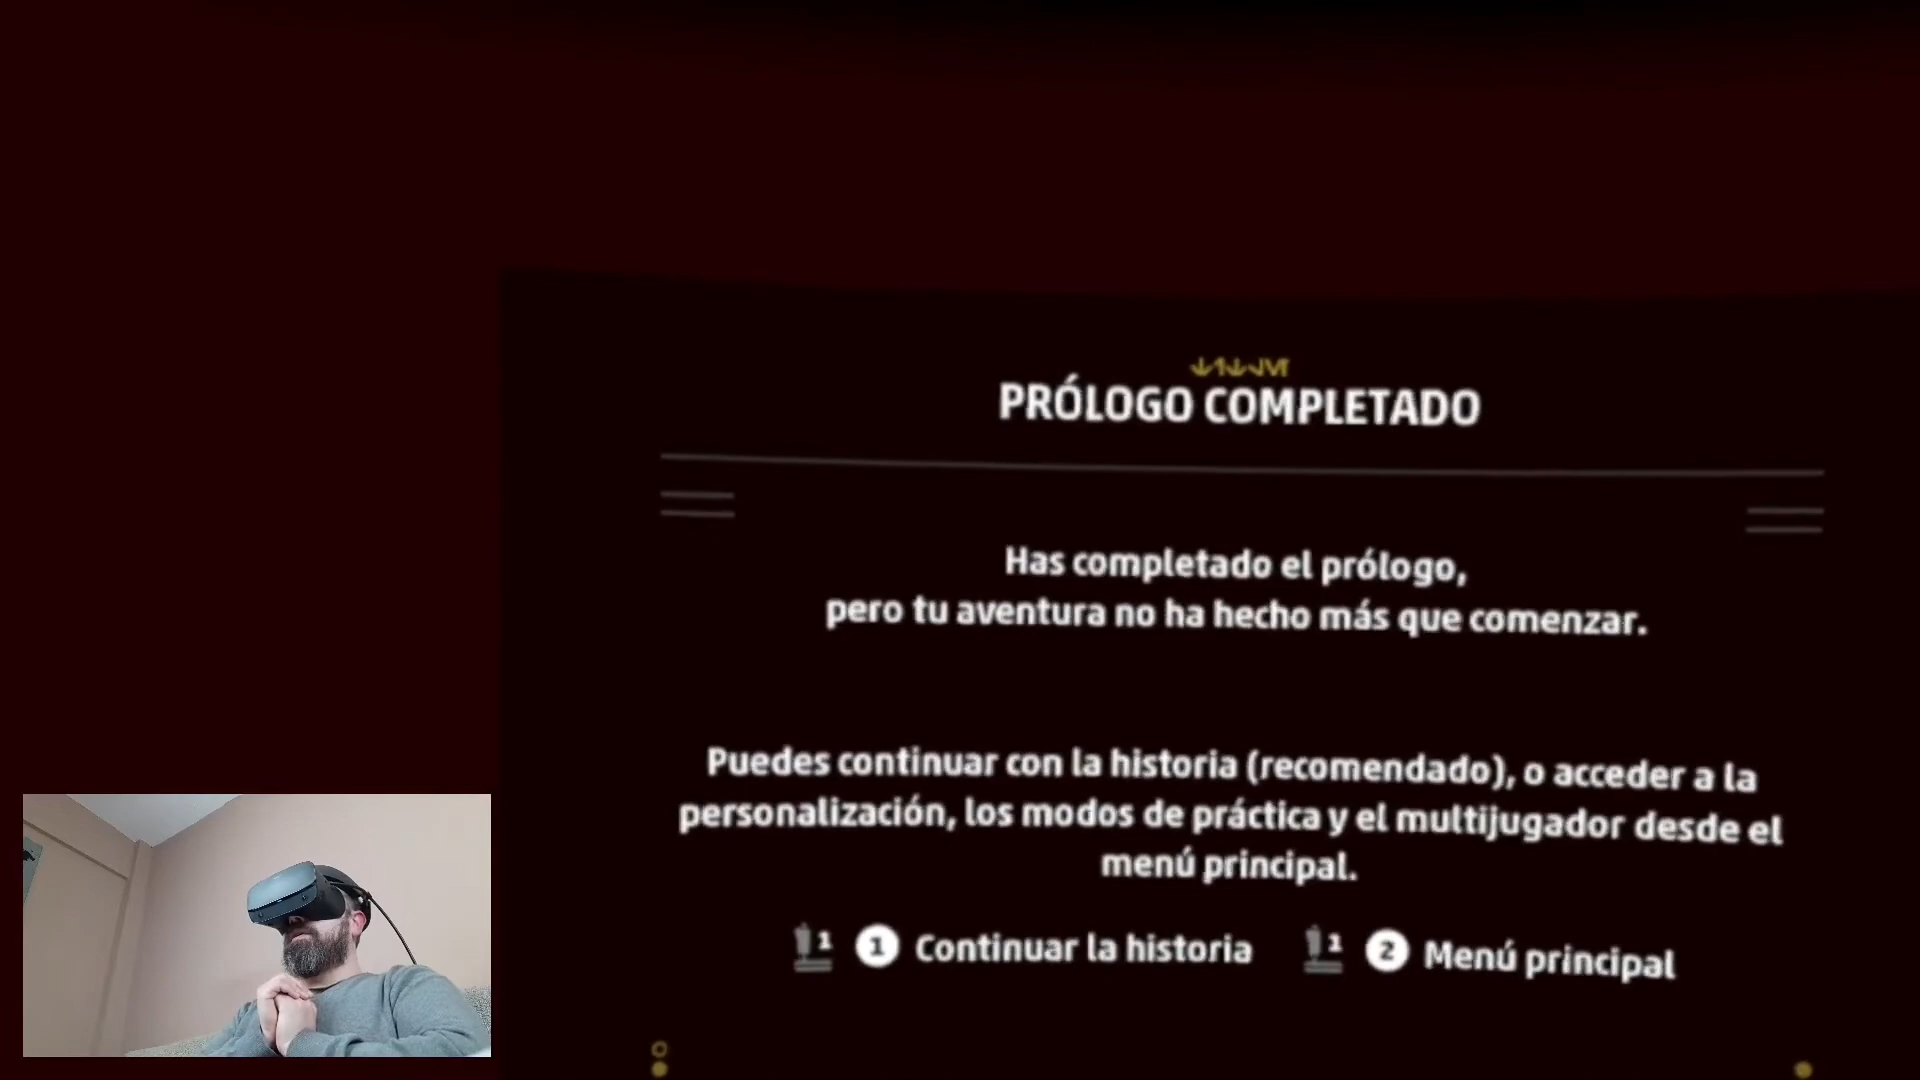 PRÓLOGO COMPLETADO
Has completado el prólogo,
pero tu aventura no ha hecho más que comenzar.
Puedes continuar con la historia (recomendado), o acceder a la
personalización, los modos de práctica y el multijugador desde el
menú principal.
1 1 Continuar la historia 1 2 Menú principal